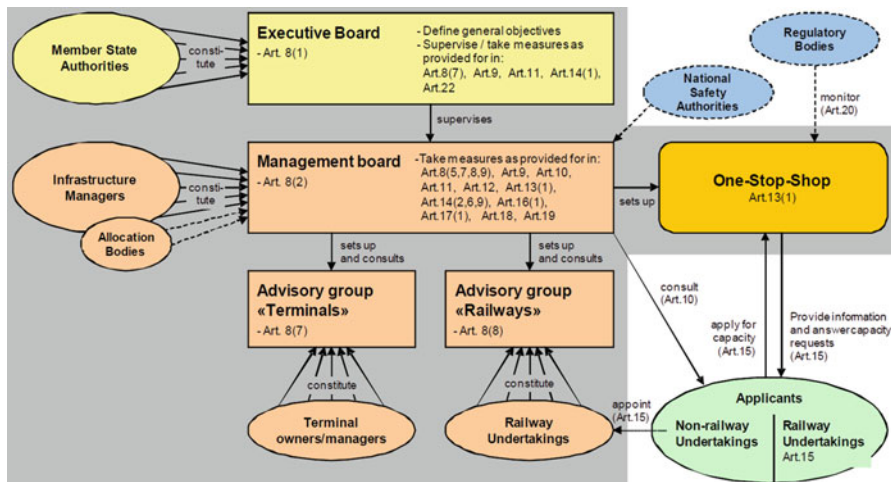 Member State
Authorities
consti-
tute
Executive Board
- Art. 8(1)
- Define general objectives
- Supervise / take measures as
provided for in:
Art.8(7), Art.9, Art.11, Art.14(1),
Art.22
Regulatory
Bodies
National
Safety
Authorities
monitor
(Art.20)
supervises
Infrastructure
Managers
Allocation
Bodies
consti-
tute
Management board
- Art. 8(2)
-Take measures as provided for in:
Art.8(5,7,8,9), Art.9, Art.10,
Art.11, Art.12, Art.13(1),
Art.14(2,6,9), Art.16(1),
Art.17(1), Art.18, Art.19
sets up
One-Stop-Shop
Art.13(1)
sets up
and consults
sets up
and consults
Advisory group
«Terminals»
- Art. 8(7)
Advisory group
«Railways»
- Art. 8(8)
consult
(Art.10)
apply for
capacity
(Art.15)
Provide information
and answer capacity
requests
(Art.15)
constitute
constitute
Terminal
owners/managers
Railway
Undertakings
appoint
(Art.15)
Applicants
Non-railway
Undertakings
Railway
Undertakings
Art.15